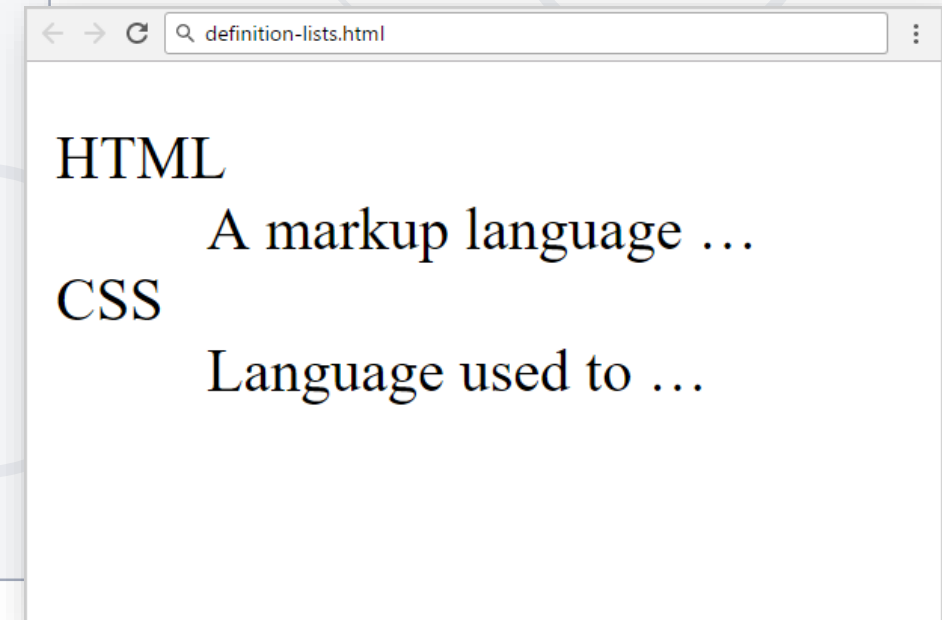 definition-lists.html
HTML
A markup language …
CSS
Language used to …